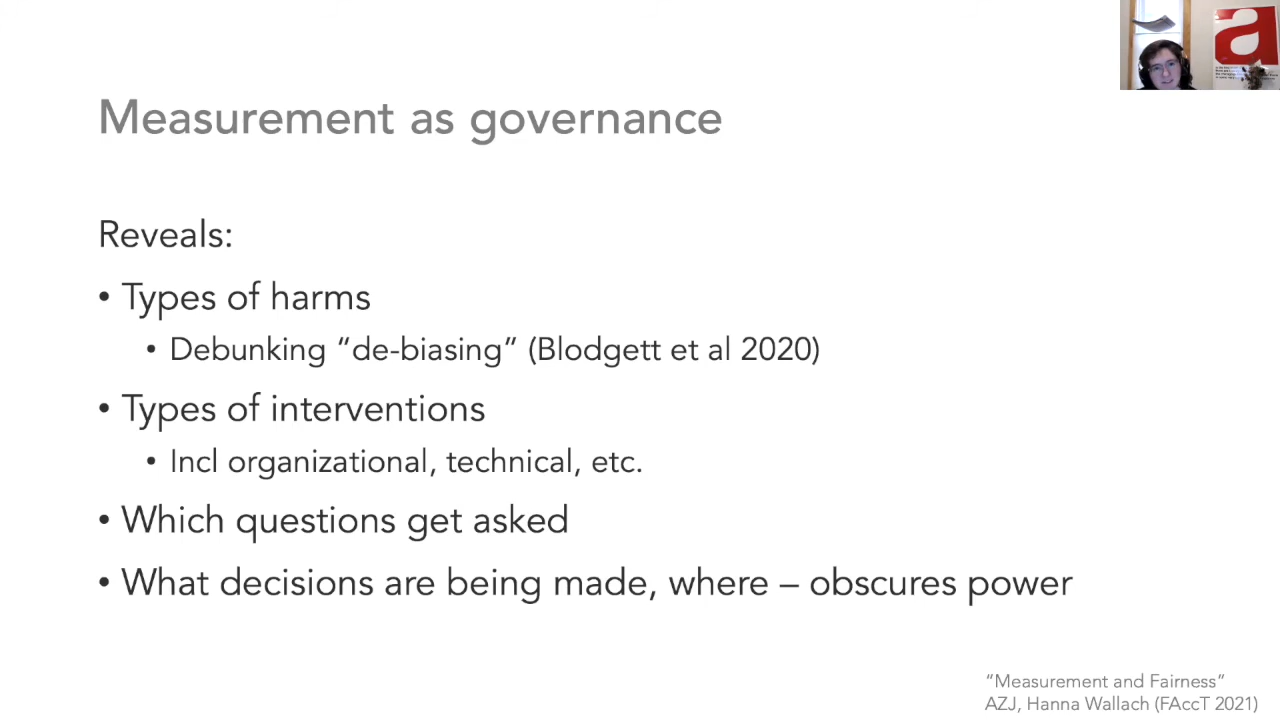 a
Measurement as governance
Reveals:
• Types of harms
• Debunking “de-biasing” (Blodgett et al 2020)
• Types of interventions
• Incl organizational, technical, etc.
• Which questions get asked
• What decisions are being made, where – obscures power
“Measurement and Fairness”
AZJ, Hanna Wallach (FAccT 2021)